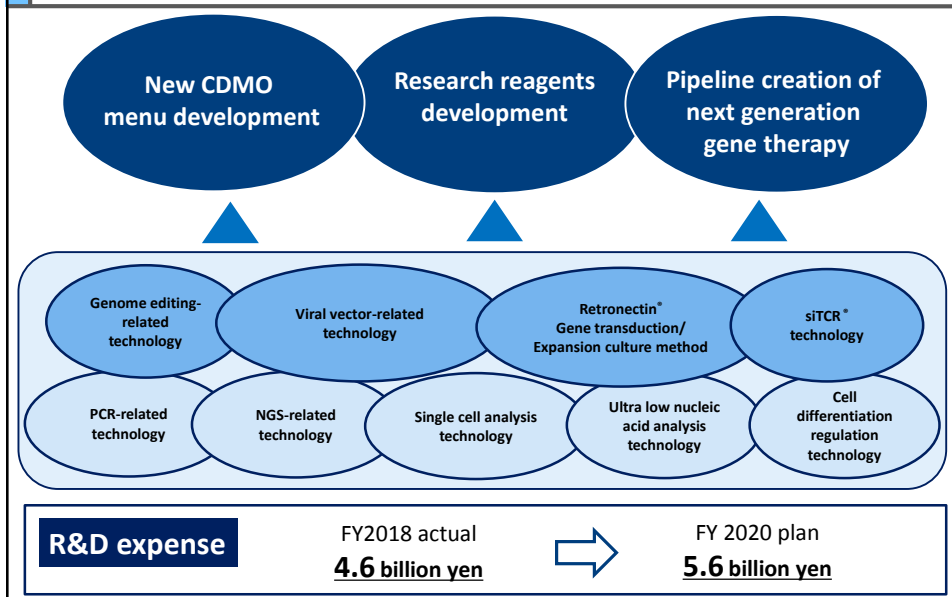 New CDMO
menu development
Research reagents
development
Pipeline creation of
next generation
gene therapy
Genome editing-
related
technology
Viral vector-related
technology
Retronectin®
Gene transduction/
Expansion culture method
siTCR®
technology
PCR-related
technology
NGS-related
technology
Single cell analysis
technology
Ultra low nucleic
acid analysis
technology
Cell
differentiation
regulation
technology
R&D expense
FY2018 actual
4.6 billion yen
FY 2020 plan
5.6 billion yen